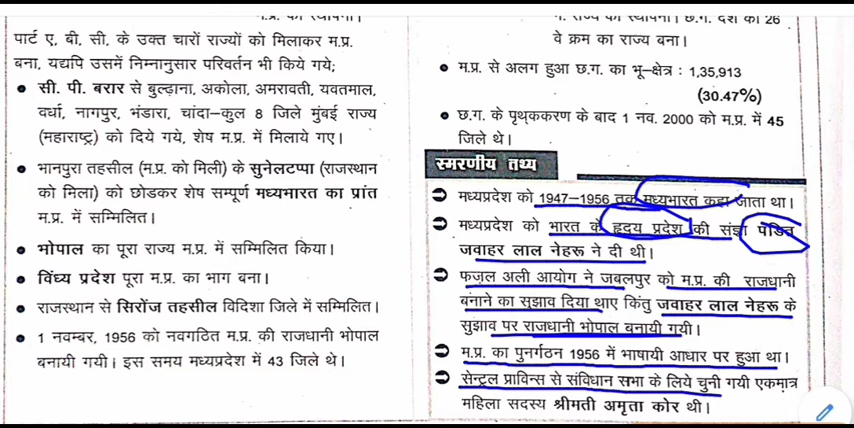 म.प्र. की स्थापना।
पार्ट ए, बी, सी, के उक्त चारों राज्यों को मिलाकर म.प्र.
बना, यद्यपि उसमें निम्नानुसार परिवर्तन भी किये गये;
• सी. पी. बरार से बुल्ढ़ाना, अकोला, अमरावती, यवतमाल,
वर्धा, नागपुर, भंडारा, चांदा–कुल 8 जिले मुंबई राज्य
(महाराष्ट्र) को दिये गये, शेष म.प्र. में मिलाये गए।
• भानपुरा तहसील (म.प्र. को मिली) के सुनेलटप्पा (राजस्थान
को मिला) को छोडकर शेष सम्पूर्ण मध्यभारत का प्रांत
म.प्र. में सम्मिलित।
• भोपाल का पूरा राज्य म.प्र. में सम्मिलित किया।
• विंध्य प्रदेश पूरा म.प्र. का भाग बना।
• राजस्थान से सिरोंज तहसील विदिशा जिले में सम्मिलित।
• 1 नवम्बर, 1956 को नवगठित म.प्र. की राजधानी भोपाल
बनायी गयी। इस समय मध्यप्रदेश में 43 जिले थे।
राज्य की स्थापना। छ.ग. देश का 26
वे क्रम का राज्य बना।
• म.प्र. से अलग हुआ छ.ग. का भू–क्षेत्र : 1,35,913
(30.47%)
• छ.ग. के पृथ्ककरण के बाद 1 नव. 2000 को म.प्र. में 45
जिले थे।
स्मरणीय तथ्य
➲ मध्यप्रदेश को 1947–1956 तक मध्यभारत कहा जाता था।
➲ मध्यप्रदेश को भारत के हृदय प्रदेश की संज्ञा पंडित
जवाहर लाल नेहरू ने दी थी।
➲ फज़ल अली आयोग ने जबलपुर को म.प्र. की राजधानी
बनाने का सुझाव दिया थाए किंतु जवाहर लाल नेहरू के
सुझाव पर राजधानी भोपाल बनायी गयी।
➲ म.प्र. का पुनर्गठन 1956 में भाषायी आधार पर हुआ था।
➲ सेन्ट्रल प्राविन्स से संविधान सभा के लिये चुनी गयी एकमात्र
महिला सदस्य श्रीमती अमृता कोर थी।